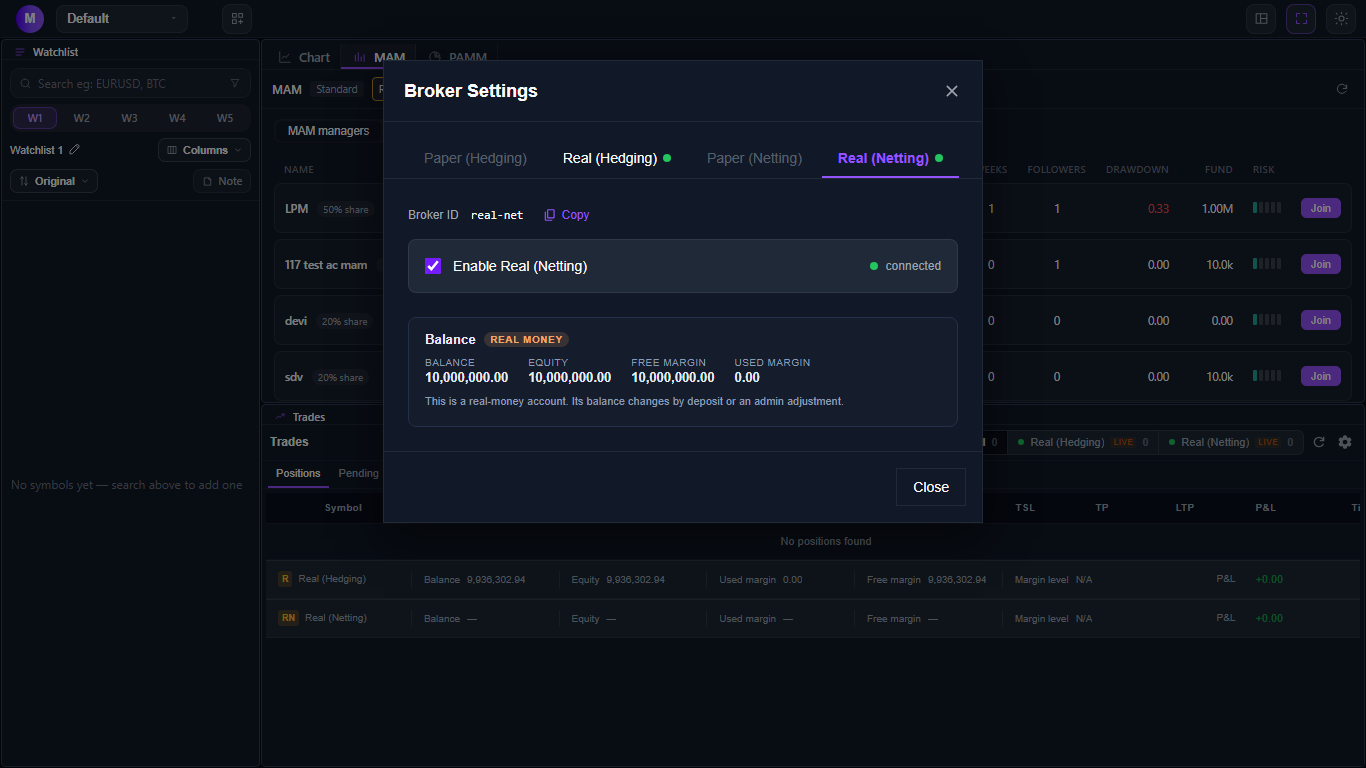 M Default
Watchlist
Search eg: EURUSD, BTC
W1 W2 W3 W4 W5
Watchlist 1 Columns
Original Note
No symbols yet — search above to add one
Chart MAM PAMM
MAM Standard
MAM managers
NAME FOLLOWERS DRAWDOWN FUND RISK
LPM 50% share 1 1 0.33 1.00M Join
117 test ac mam 0 1 0.00 10.0k Join
devi 20% share 0 0 0.00 0.00 Join
sdv 20% share 0 0 0.00 10.0k Join
Broker Settings
Paper (Hedging) Real (Hedging) Paper (Netting) Real (Netting)
Broker ID real-net Copy
Enable Real (Netting) connected
Balance REAL MONEY
BALANCE EQUITY FREE MARGIN USED MARGIN
10,000,000.00 10,000,000.00 10,000,000.00 0.00
This is a real-money account. Its balance changes by deposit or an admin adjustment.
Close
Trades
Trades 0 Real (Hedging) LIVE 0 Real (Netting) LIVE 0
Positions Pending
Symbol TSL TP LTP P&L Ti
No positions found
R Real (Hedging) Balance 9,936,302.94 Equity 9,936,302.94 Used margin 0.00 Free margin 9,936,302.94 Margin level N/A P&L +0.00
RN Real (Netting) Balance — Equity — Used margin — Free margin — Margin level N/A P&L +0.00